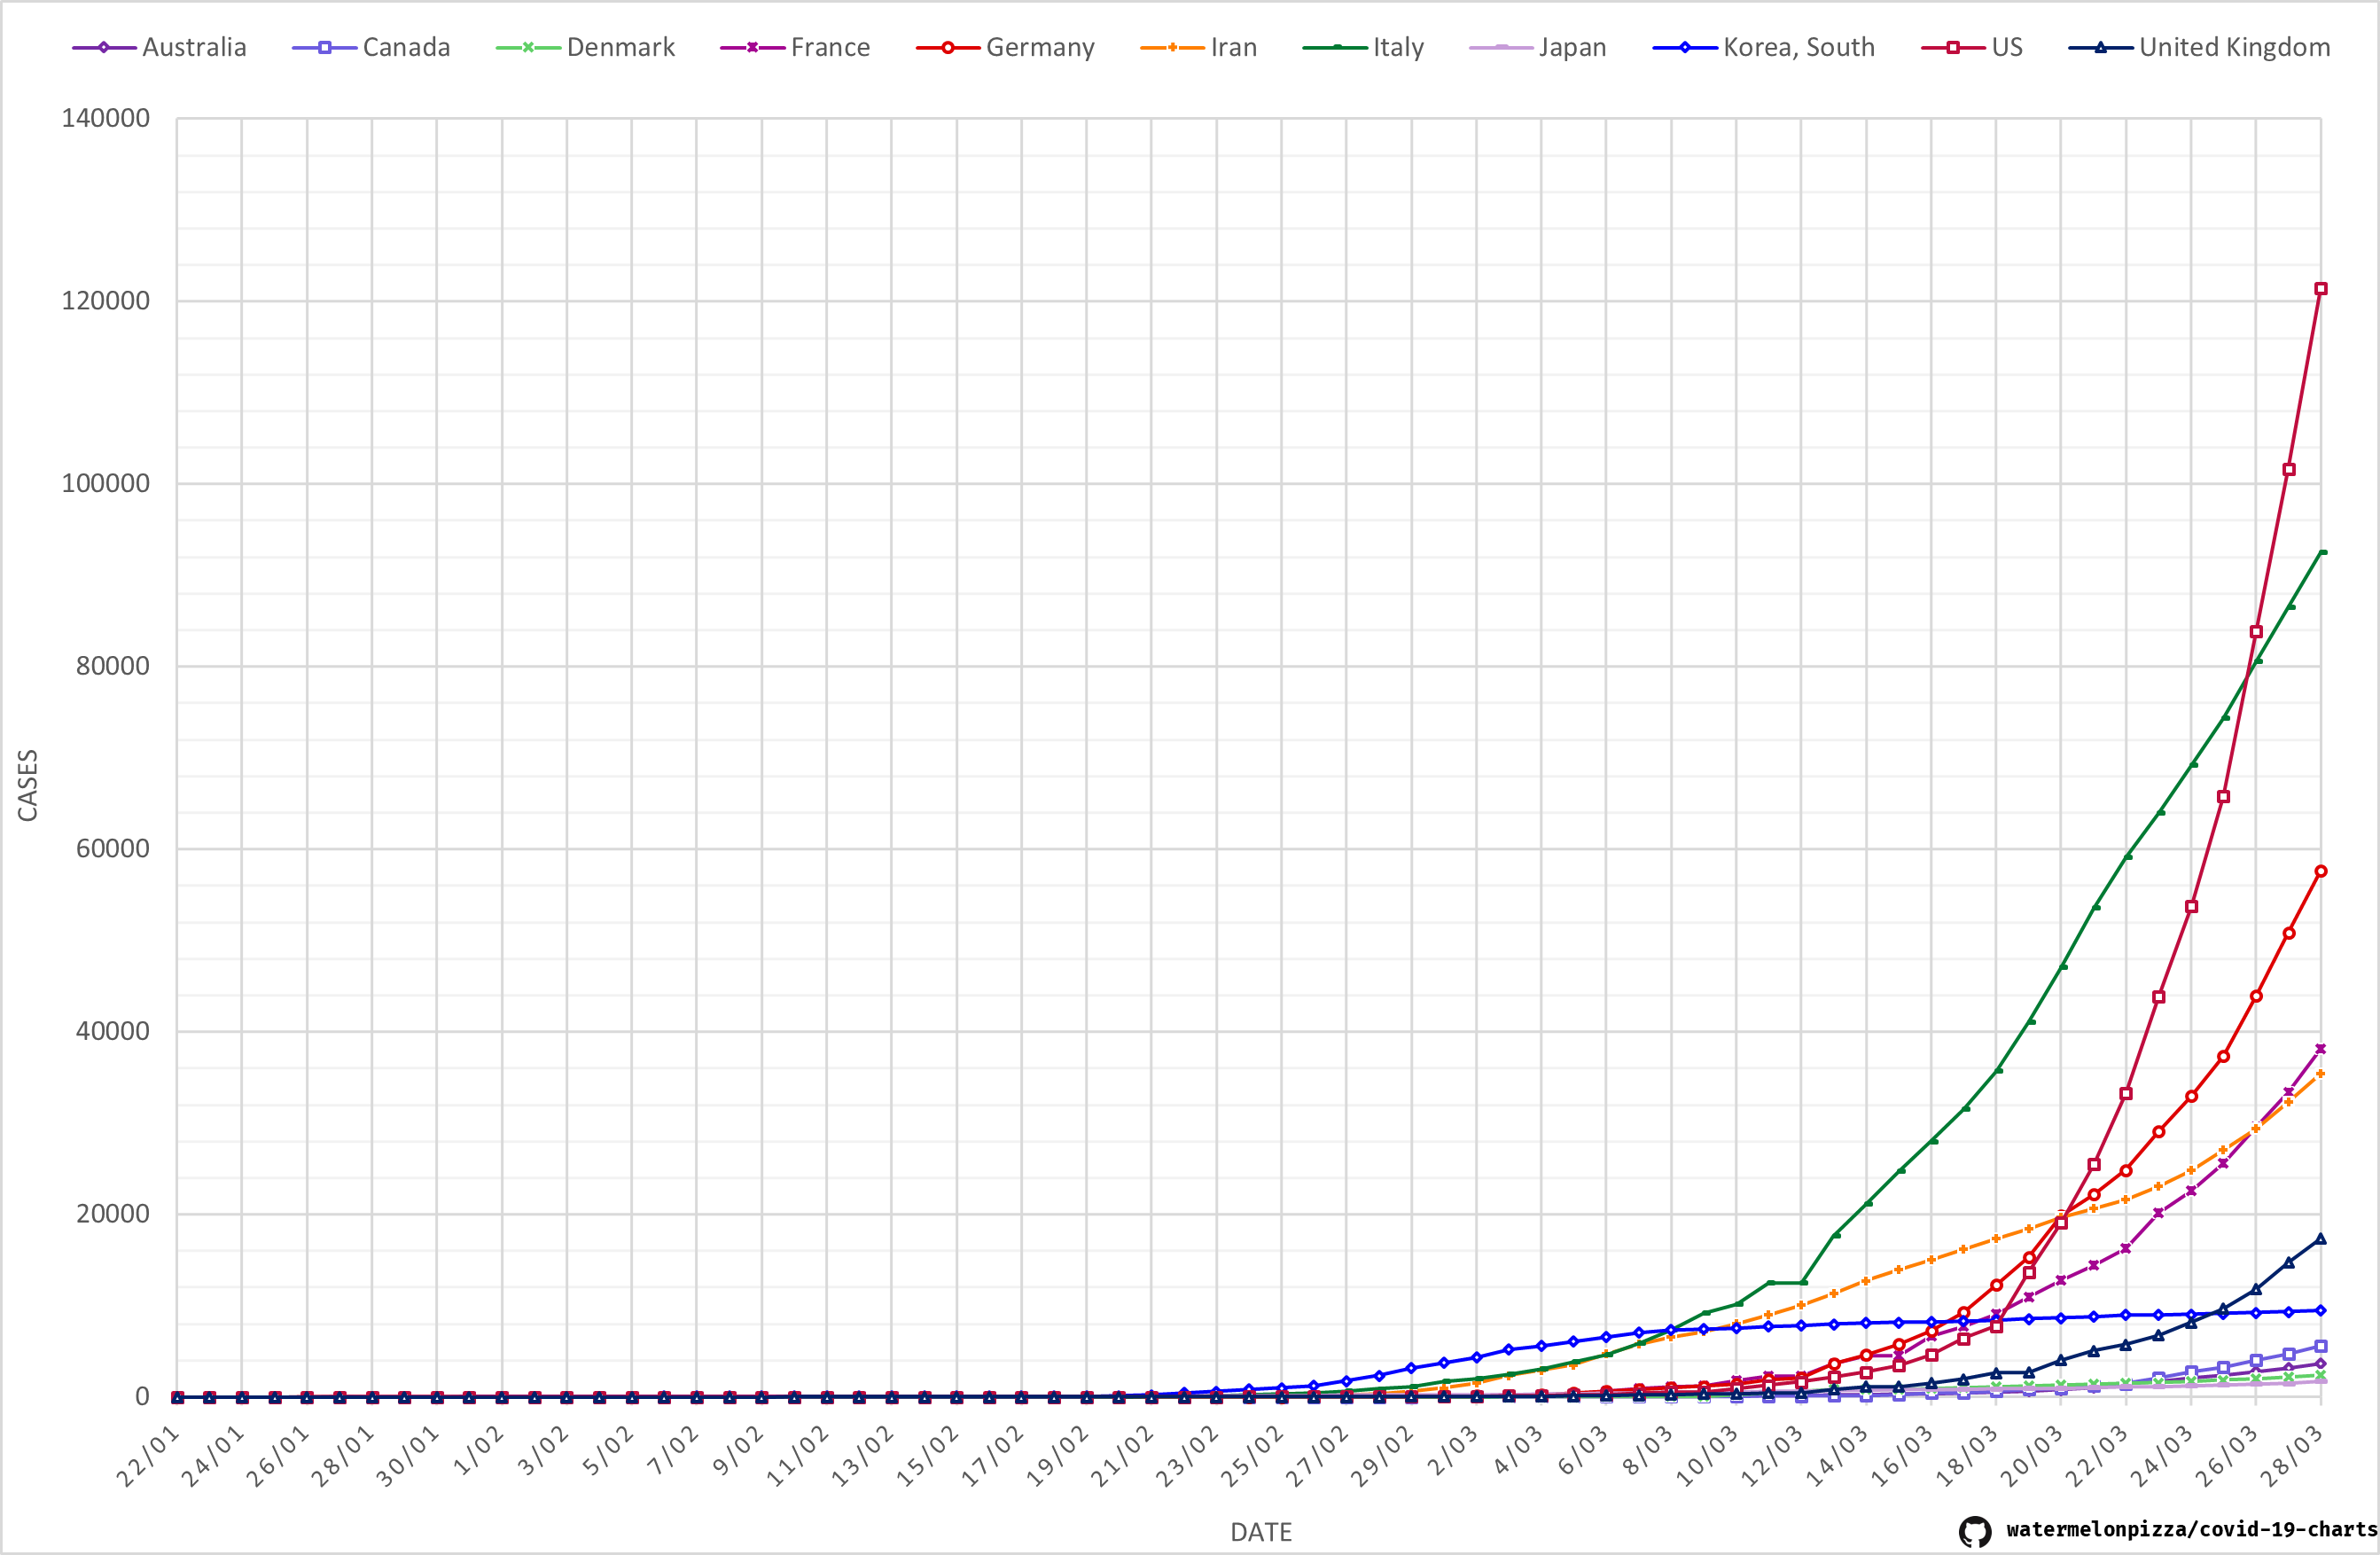 Australia Canada Denmark France Germany Iran Italy Japan Korea, South US United Kingdom
140000
120000
100000
80000
60000
40000
20000
0
CASES
22/01 24/01 26/01 28/01 30/01 1/02 3/02 5/02 7/02 9/02 11/02 13/02 15/02 17/02 19/02 21/02 23/02 25/02 27/02 29/02 2/03 4/03 6/03 8/03 10/03 12/03 14/03 16/03 18/03 20/03 22/03 24/03 26/03 28/03
DATE
watermelonpizza/covid-19-charts